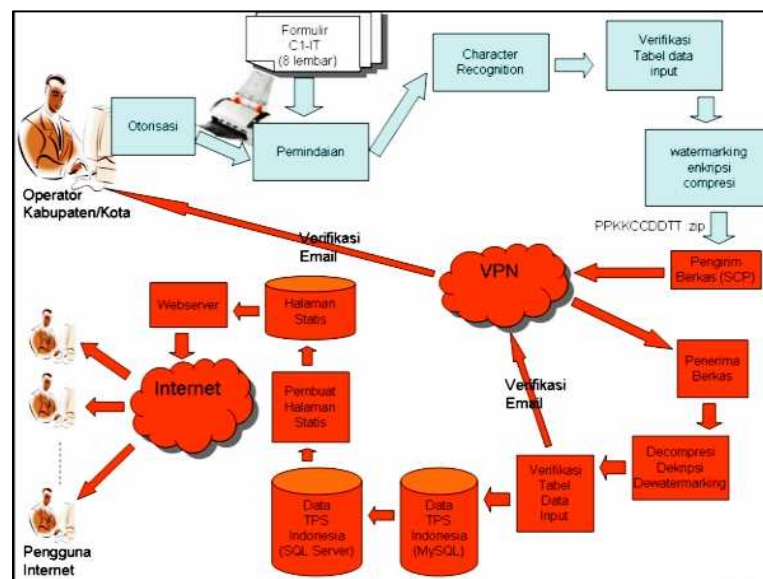 Formulir
C1-IT
(8 lembar)
Character
Recognition
Verifikasi
Tabel data
input
Otorisasi
Pemindaian
watermarking
enkripsi
compresi
Operator
Kabupaten/Kota
PPKKCCDDTT zip
Verifikasi
Email
VPN
Pengirim
Berkas (SCP)
Webserver
Halaman
Statis
Penerima
Berkas
Internet
Pembuat
Halaman
Statis
Verifikasi
Email
Decompresi
Dekripsi
Dewatermarking
Verifikasi
Tabel
Data
Input
Data
TPS
Indonesia
(MySQL)
Data
TPS
Indonesia
(SQL Server)
Pengguna
Internet